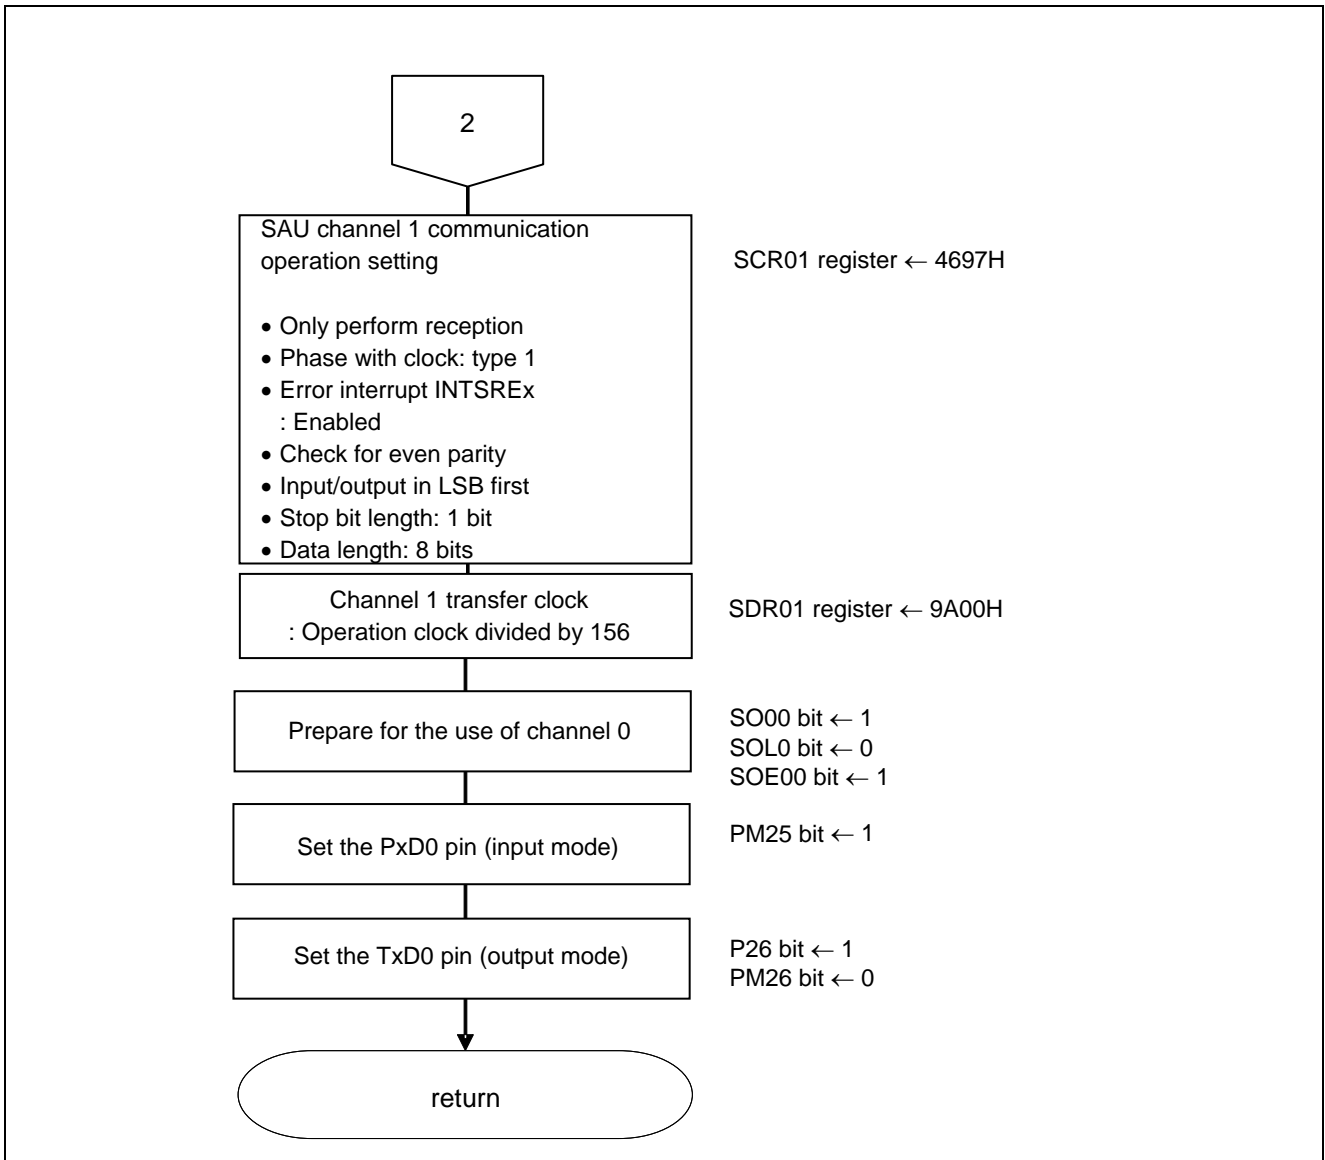 2
SAU channel 1 communication
operation setting
SCR01 register ← 4697H
• Only perform reception
• Phase with clock: type 1
• Error interrupt INTSREx
: Enabled
• Check for even parity
• Input/output in LSB first
• Stop bit length: 1 bit
• Data length: 8 bits
Channel 1 transfer clock
: Operation clock divided by 156
SDR01 register ← 9A00H
Prepare for the use of channel 0
SO00 bit ← 1
SOL0 bit ← 0
SOE00 bit ← 1
Set the PxD0 pin (input mode)
PM25 bit ← 1
Set the TxD0 pin (output mode)
P26 bit ← 1
PM26 bit ← 0
return